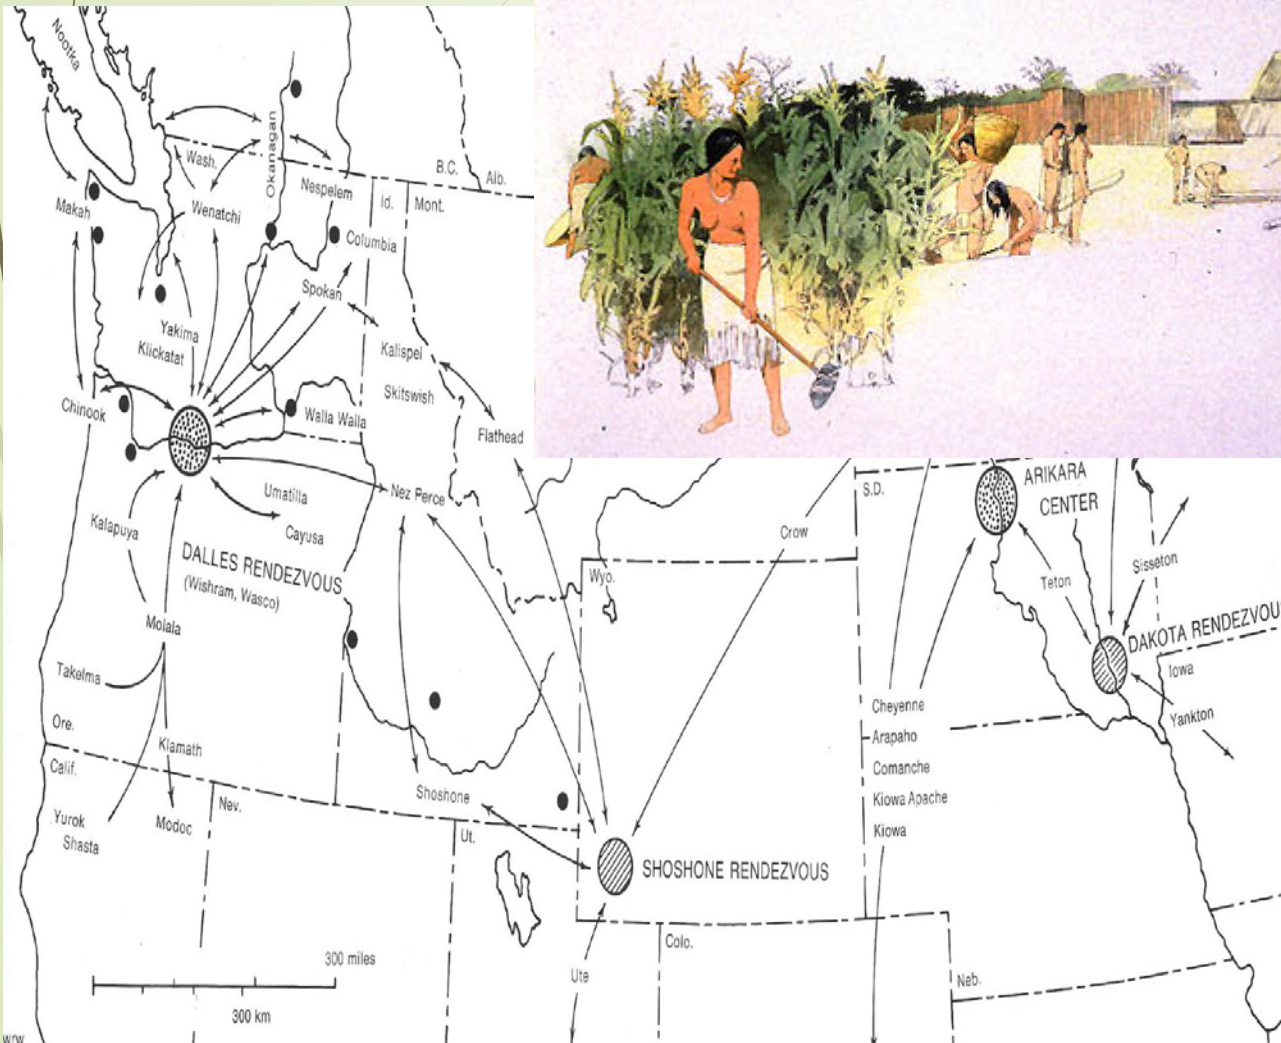 Nootka
Okanagan
Wash.
B.C.
Alb.
Nespelem
Id.
Mont.
Makah
Wenatchi
Columbia
Spokan
Yakima
Klickatat
Kalispel
Skitswish
Chinook
Walla Walla
Flathead
Nez Perce
Umatilla
Cayusa
Kalapuya
DALLES RENDEZVOUS
(Wishram, Wasco)
Molala
Takelma
Ore.
Klamath
Calif.
Yurok
Shasta
Modoc
Nev.
Shoshone
Ut.
SHOSHONE RENDEZVOUS
Wyo.
Crow
S.D.
ARIKARA
CENTER
Teton
Sisseton
DAKOTA RENDEZVOU
Iowa
Yankton
Cheyenne
Arapaho
Comanche
Kiowa Apache
Kiowa
Colo.
Neb.
Ute
300 miles
300 km